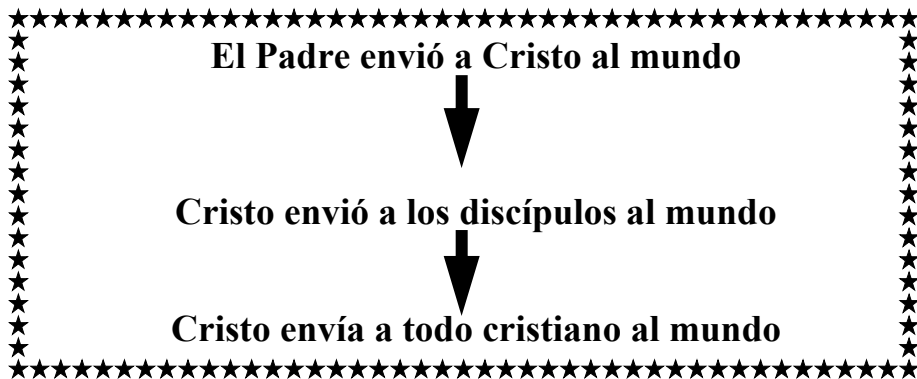 El Padre envió a Cristo al mundo
Cristo envió a los discípulos al mundo
Cristo envía a todo cristiano al mundo